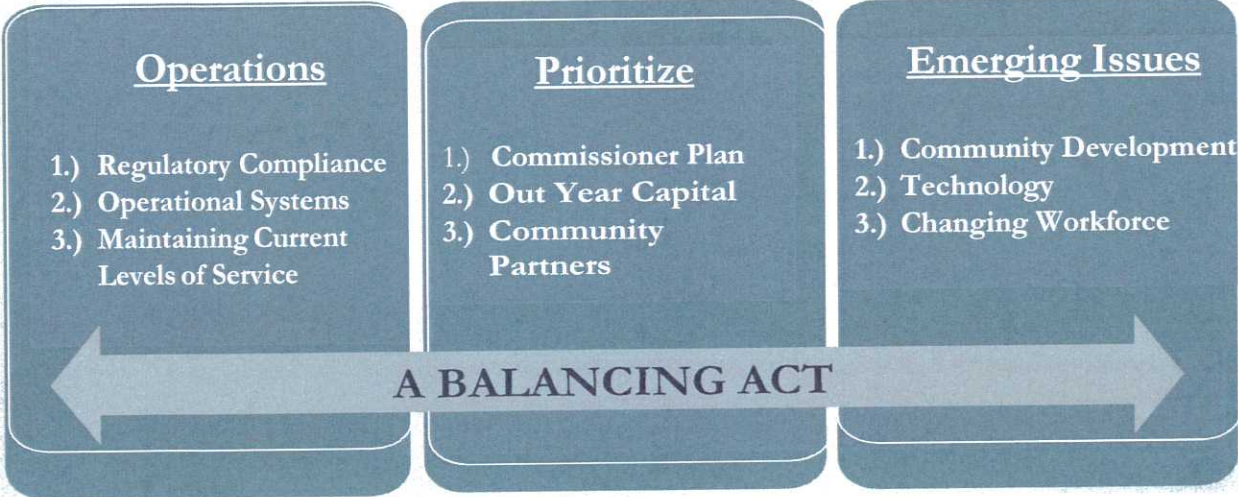 Operations
1.) Regulatory Compliance
2.) Operational Systems
3.) Maintaining Current
Levels of Service
Prioritize
1.) Commissioner Plan
2.) Out Year Capital
3.) Community
Partners
Emerging Issues
1.) Community Development
2.) Technology
3.) Changing Workforce
A BALANCING ACT